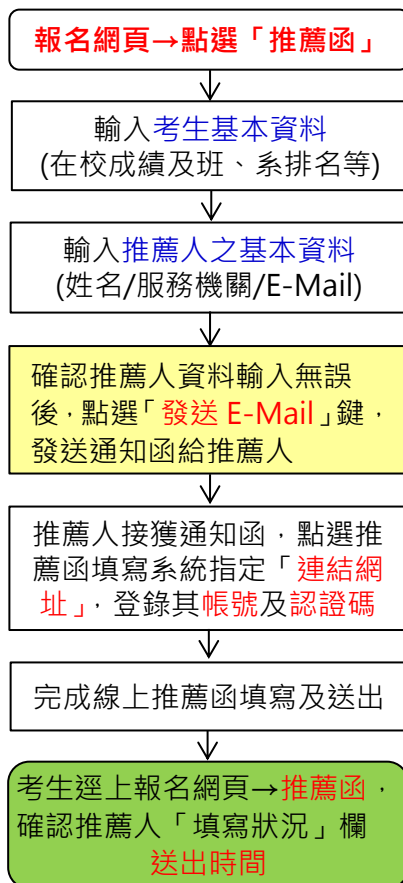 報名網頁→點選「推薦函」
輸入考生基本資料
(在校成績及班、系排名等)
輸入推薦人之基本資料
(姓名/服務機關/E-Mail)
確認推薦人資料輸入無誤
後，點選「發送 E-Mail」鍵，
發送通知函給推薦人
推薦人接獲通知函，點選推
薦函填寫系統指定「連結網
址」，登錄其帳號及認證碼
完成線上推薦函填寫及送出
考生逕上報名網頁→推薦函，
確認推薦人「填寫狀況」欄
送出時間